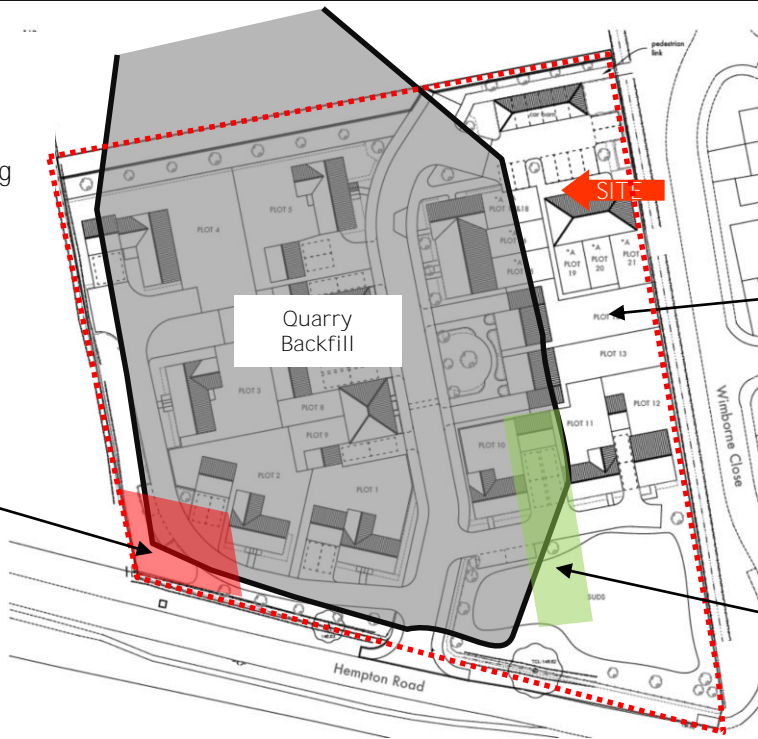 pedestrian
link
g
SITE
PLOT 5
PLOT 4
*A
*A
*A
PLOT
19
*A
PLOT
20
*A
PLOT
21
Quarry
Backfill
PLOT 13
PLOT 3
PLOT 8
PLOT 12
PLOT 11
PLOT 9
PLOT 10
PLOT 2
PLOT 1
Wimborne Close
SUDS
Hempton Road